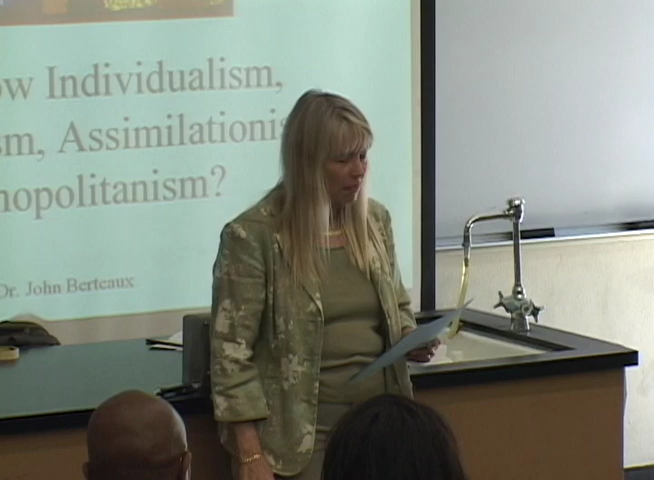 ow Individualism,
sm, Assimilationis
nopolitanism?
Dr. John Berteaux